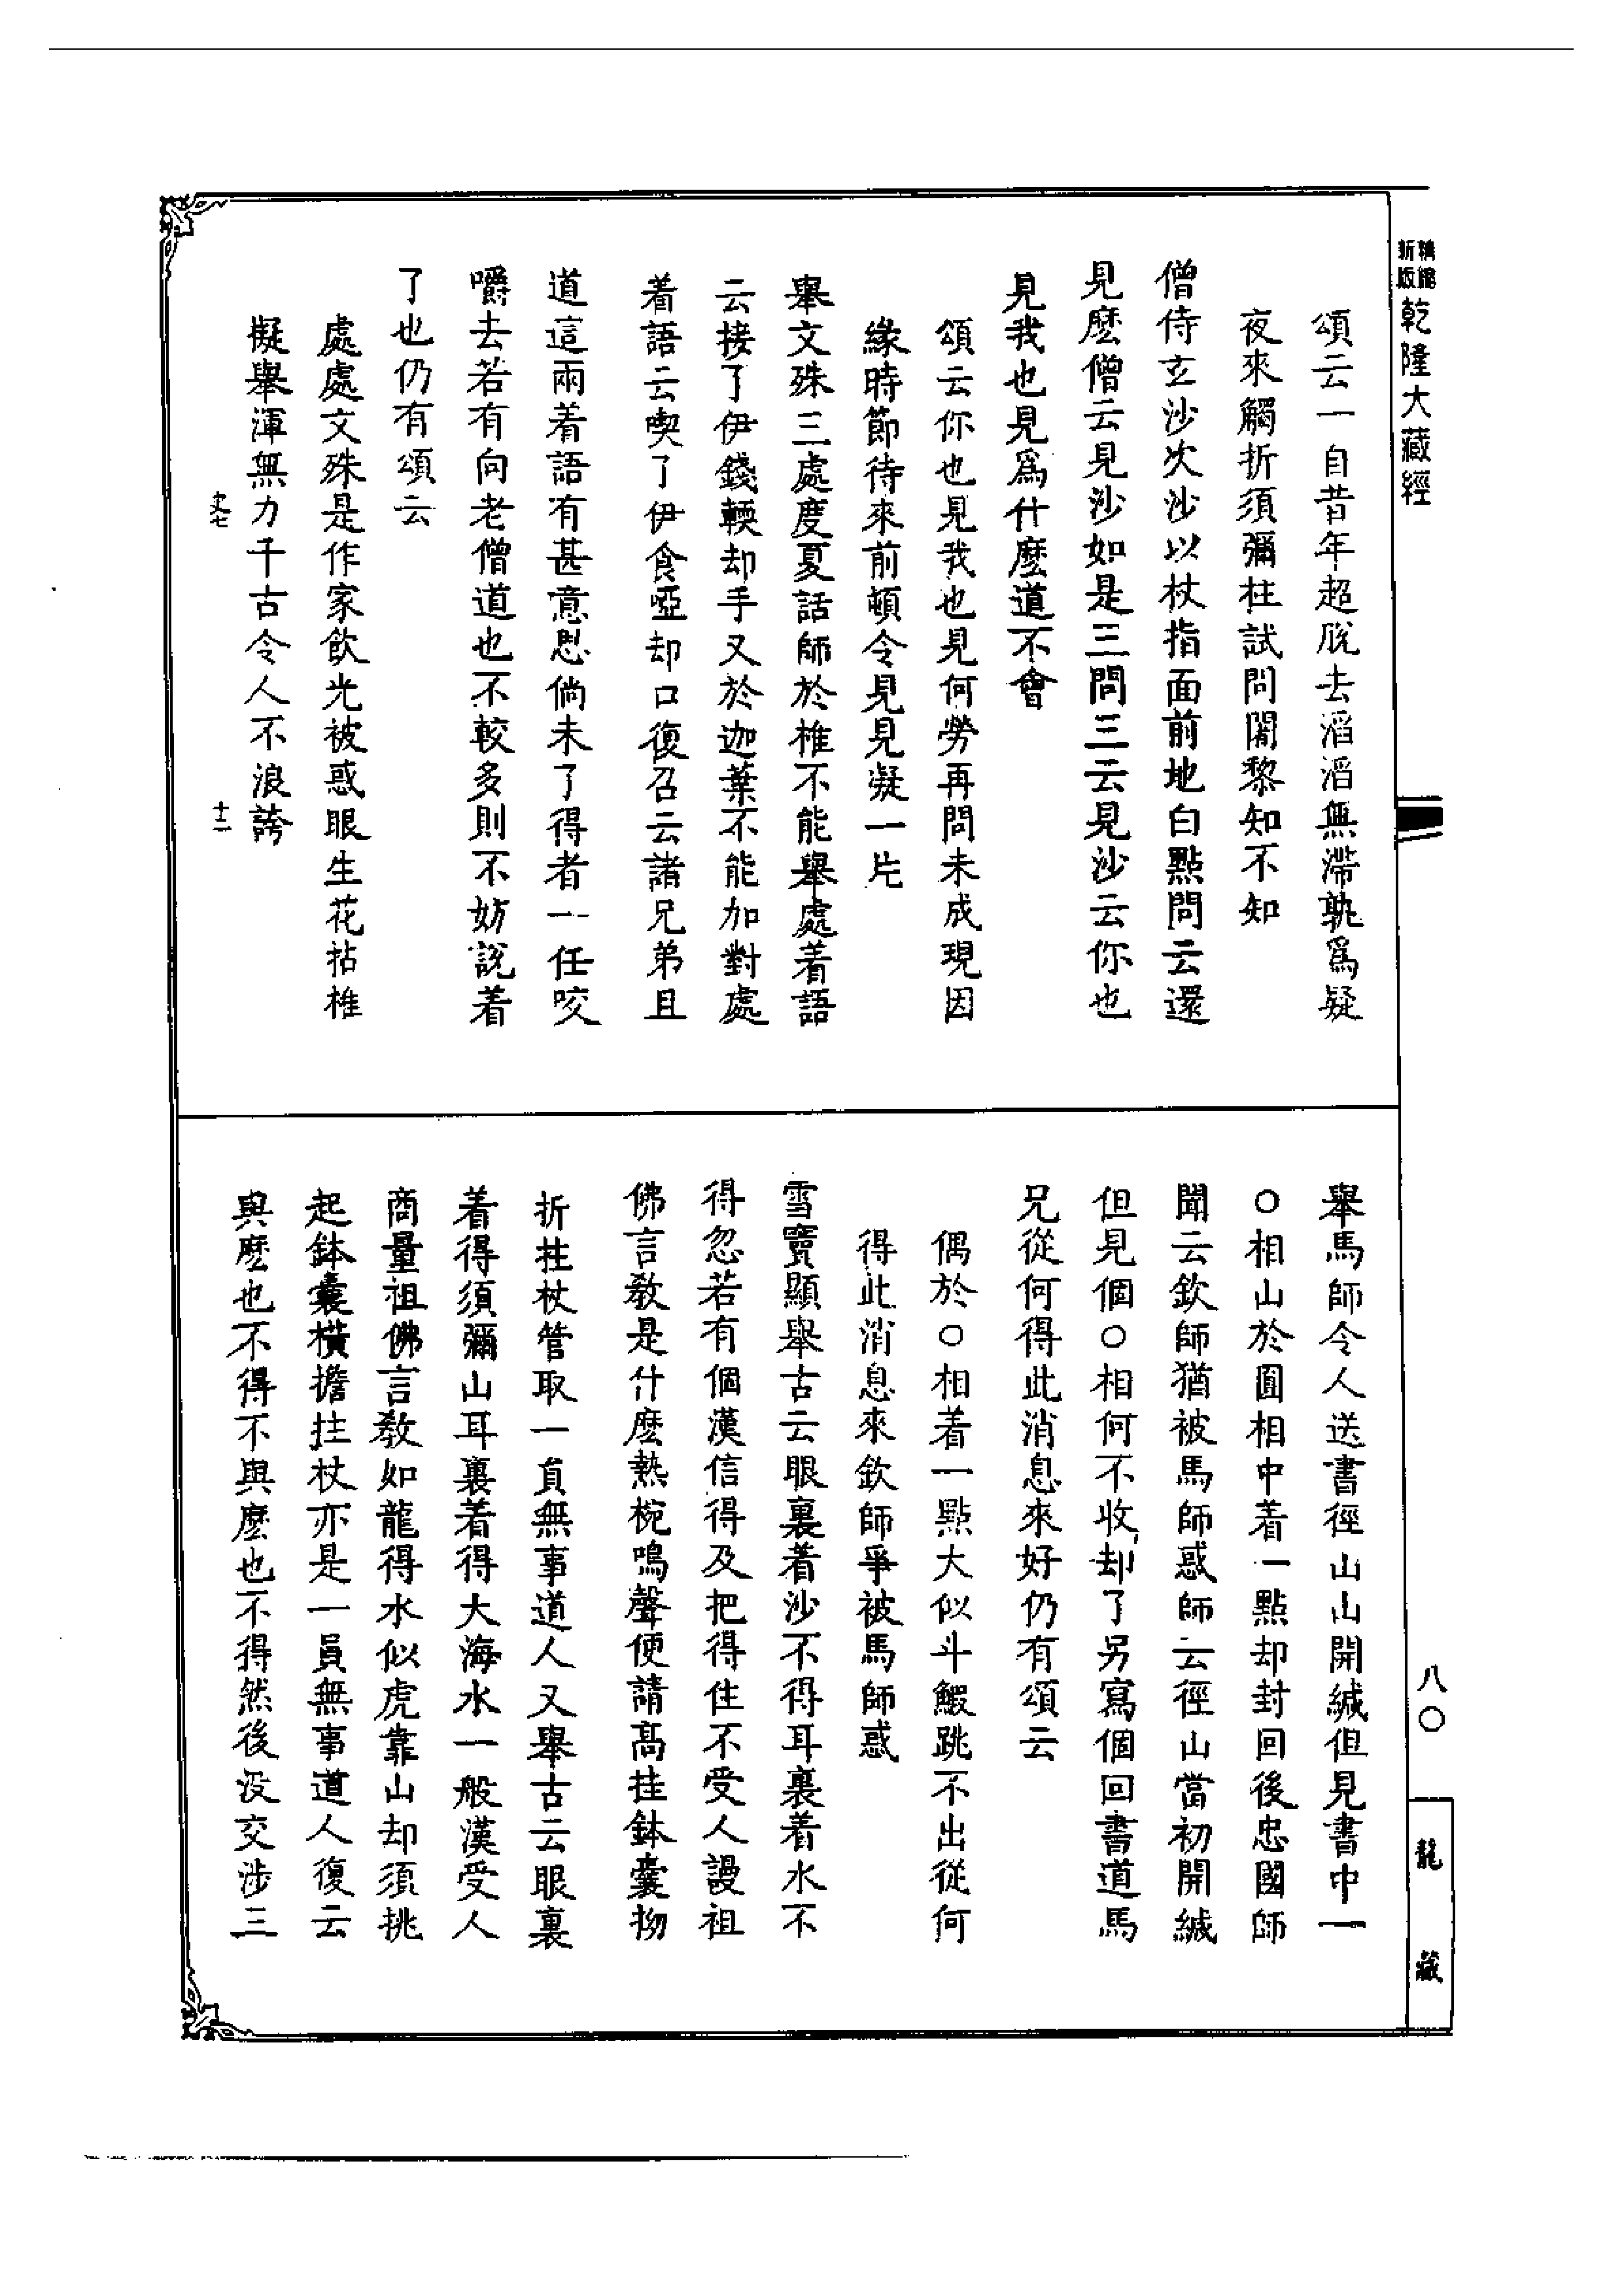 新版
精縮
乾隆大藏經
頌云一自昔年超脫去滔滔無滯孰爲疑
夜來觸折須彌柱試問闍黎知不知
僧侍玄沙次沙以杖指面前地白點問云還
見麽僧云見沙如是三問三云見沙云你也
見我也見爲什麽道不會
頌云你也見我也見何勞再問未成現因
緣時節待來前頓令見見凝一片
舉文殊三處度夏話師於椎不能舉處着語
云接了伊錢輭却手又於迦葉不能加對處
着語云喫了伊食啞却口復召云諸兄弟且
道這兩着語有甚意思倘未了得者一任咬
嚼去若有向老僧道也不較多則不妨說着
了也仍有頌云
處處文殊是作家飲光被惑眼生花拈椎
擬舉渾無力千古令人不浪誇
十二
舉馬師令人送書徑山山開緘但見書中一
○相山於圓相中着一點却封回後忠國師
聞云欽師猶被馬師惑師云徑山當初開緘
但見個○相何不收却了另寫個回書道馬
兄從何得此消息來好仍有頌云
偶於○相着一點大似斗鰕跳不出從何
得此消息來欽師爭被馬師惑
雪竇顯舉古云眼裏着沙不得耳裏着水不
得忽若有個漢信得及把得住不受人謾祖
佛言教是什麽熱椀鳴聲便請高挂鉢囊拗
折拄杖管取一員無事道人又舉古云眼裏
着得須彌山耳裏着得大海水一般漢受人
商量祖佛言教如龍得水似虎靠山却須挑
起鉢囊橫擔拄杖亦是一員無事道人復云
與麽也不得不與麽也不得然後沒交涉三
八〇
龍藏